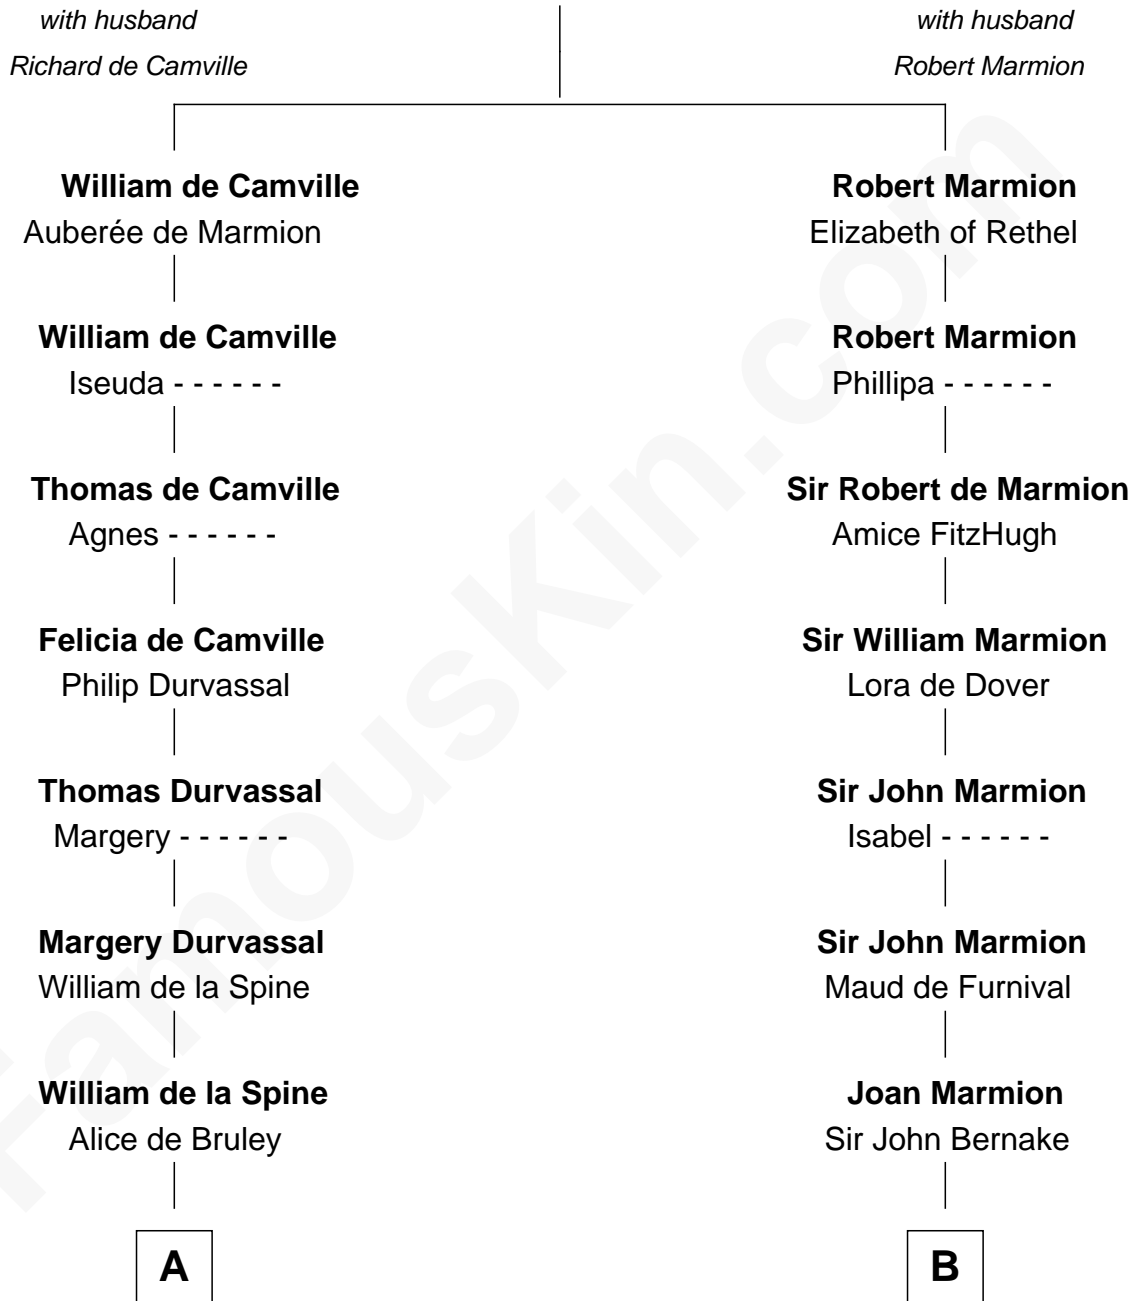 with husband
Richard de Camville
with husband
Robert Marmion
William de Camville
Auberée de Marmion
Robert Marmion
Elizabeth of Rethel
William de Camville
Iseuda - - - - - -
Robert Marmion
Phillipa - - - - - -
Thomas de Camville
Agnes - - - - - -
Sir Robert de Marmion
Amice FitzHugh
Felicia de Camville
Philip Durvassal
Sir William Marmion
Lora de Dover
Thomas Durvassal
Margery - - - - - -
Sir John Marmion
Isabel - - - - - -
Margery Durvassal
William de la Spine
Sir John Marmion
Maud de Furnival
William de la Spine
Alice de Bruley
Joan Marmion
Sir John Bernake
A
B
FamousKin.com